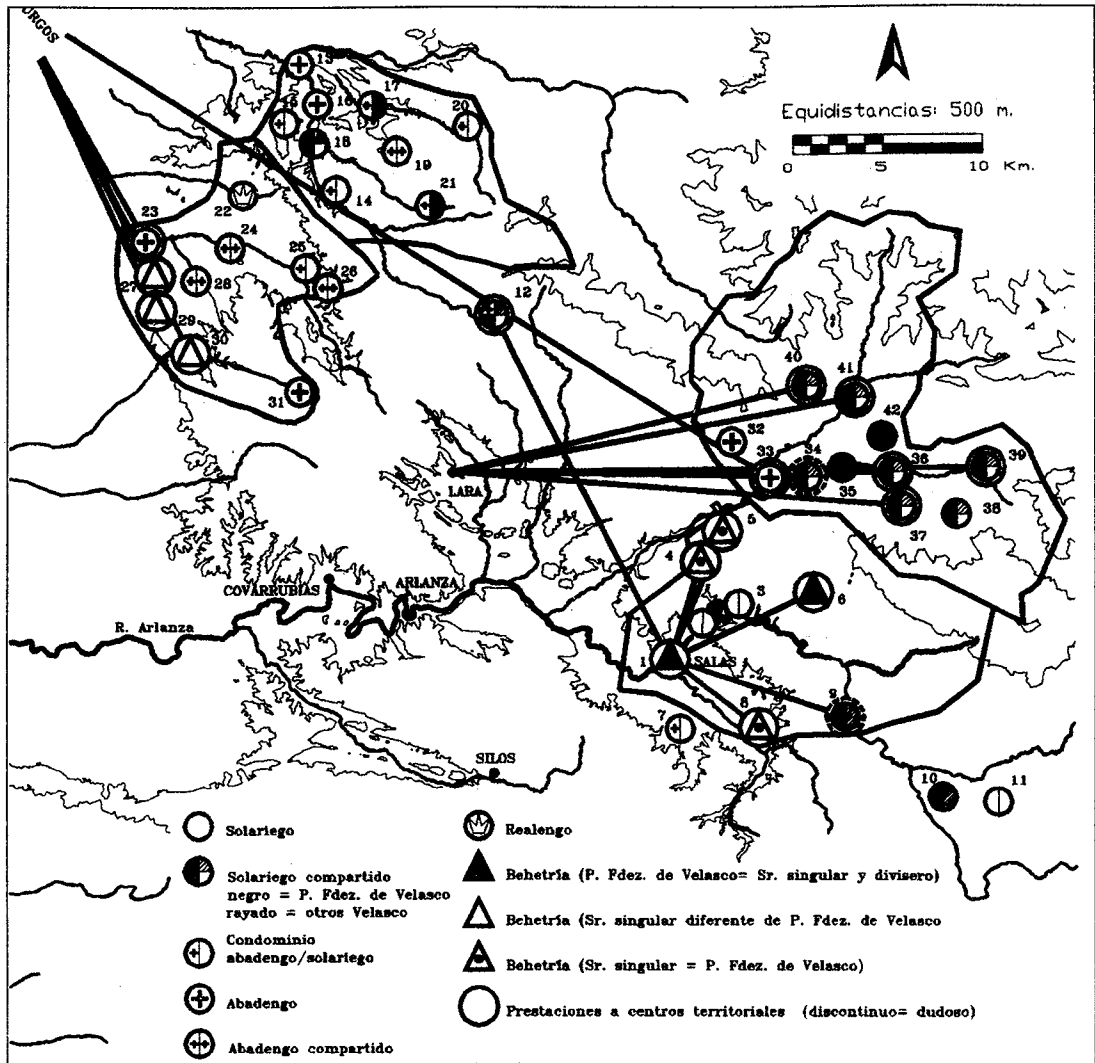 URGOS
13
17
15
16
20
18
19
14
21
22
Equidistancias: 500 m.
0 5 10 Km.
23
24
25
26
27
28
29
30
31
12
40
41
42
32
33
34
35
36
39
37
38
LARA
5
4
3
6
COVARRUBIAS
ARLANZA
R. Arlanza
1
SALAS
7
8
9
SILOS
10
11
Solariego
Solariego compartido
negro = P. Fdez. de Velasco
rayado = otros Velasco
Condominio
abadengo/solariego
Abadengo
Abadengo compartido
Realengo
Behetría (P. Fdez. de Velasco= Sr. singular y divisero)
Behetría (Sr. singular diferente de P. Fdez. de Velasco
Behetría (Sr. singular = P. Fdez. de Velasco)
Prestaciones a centros territoriales (discontinuo= dudoso)